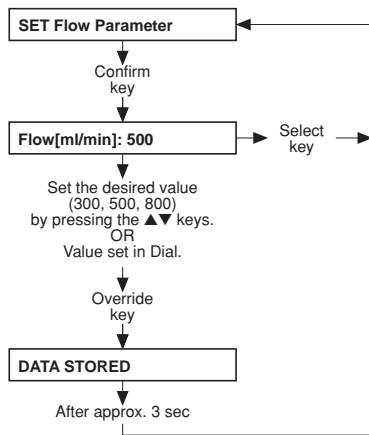 SET Flow Parameter
Confirm
key
Flow[ml/min]: 500
Select
key
Set the desired value
(300, 500, 800)
by pressing the ▲▼ keys.
OR
Value set in Dial.
Override
key
DATA STORED
After approx. 3 sec